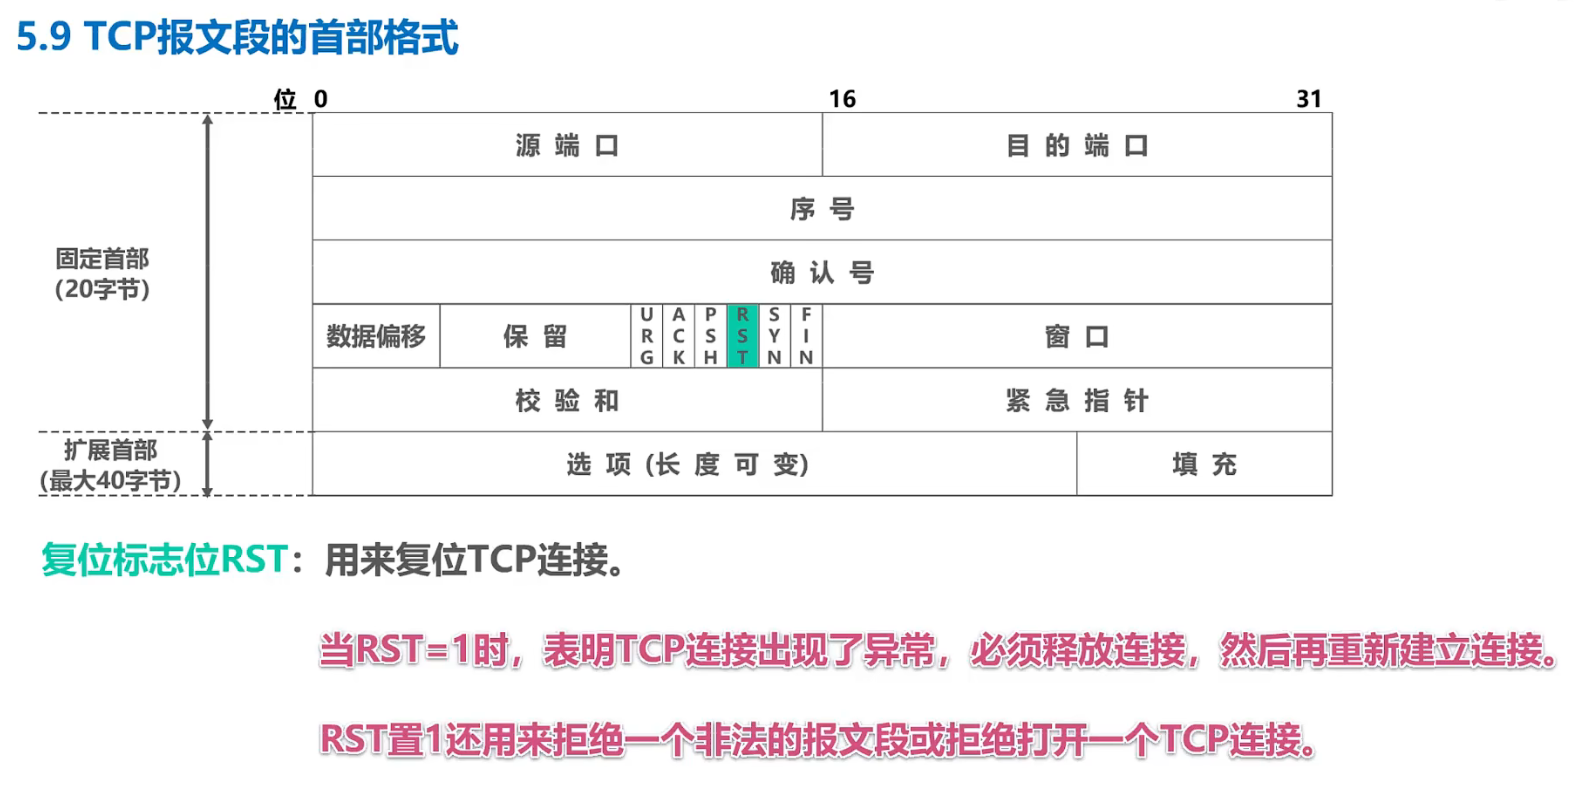 5.9 TCP报文段的首部格式
位 0 16 31
源 端 口 目 的 端 口
序 号
确 认 号
固定首部
(20字节)
数据偏移 保 留 URG ACK PSH RST SYN FIN 窗 口
校 验 和 紧 急 指 针
扩展首部
(最大40字节)
选 项 (长 度 可 变) 填 充
复位标志位RST：用来复位TCP连接。
当RST=1时，表明TCP连接出现了异常，必须释放连接，然后再重新建立连接。
RST置1还用来拒绝一个非法的报文段或拒绝打开一个TCP连接。